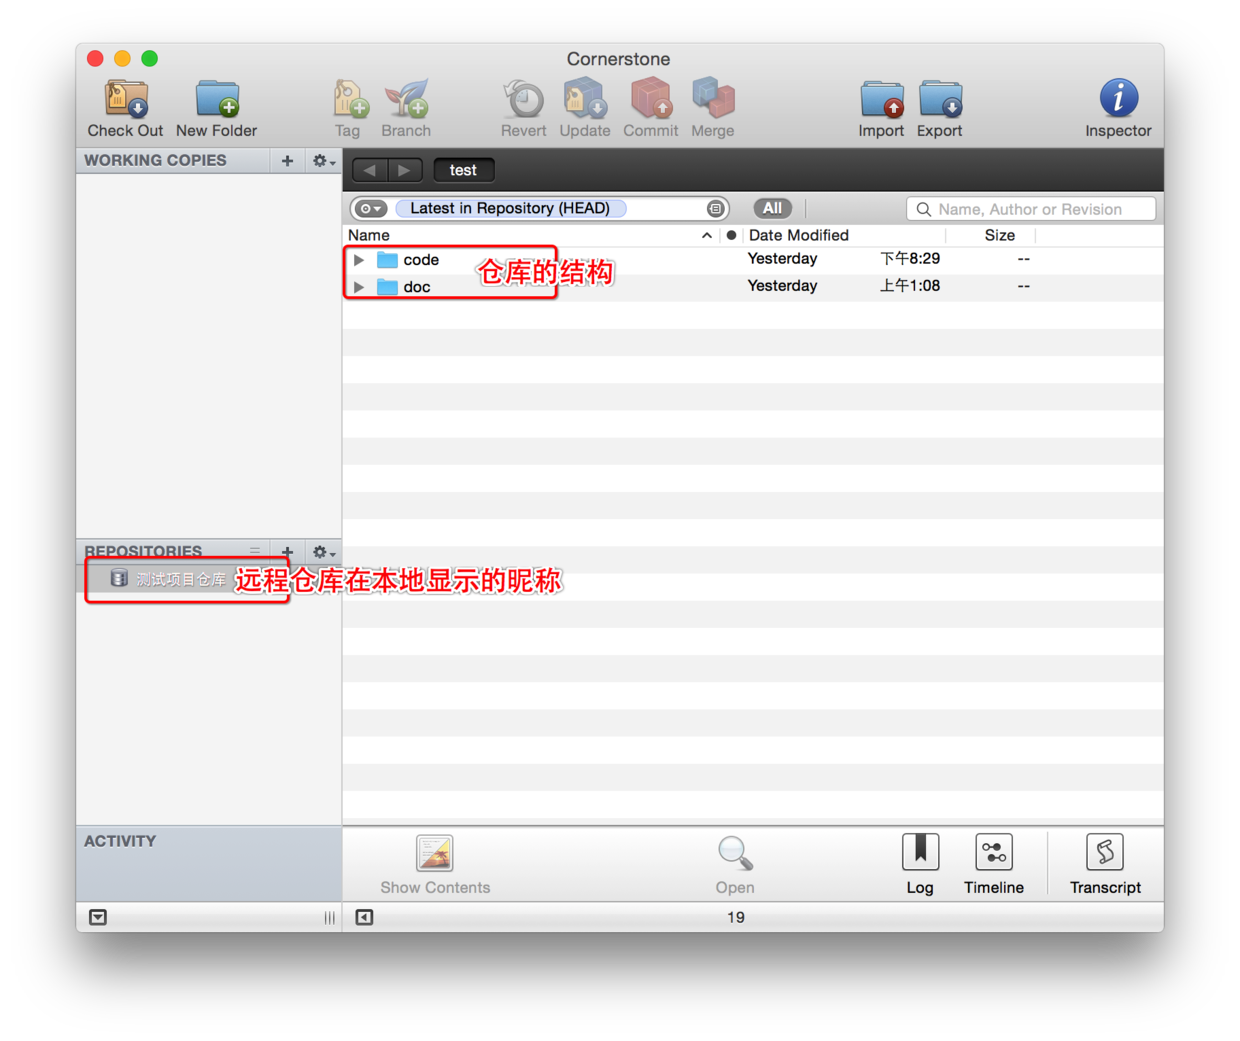 Cornerstone
Check Out New Folder Tag Branch Revert Update Commit Merge Import Export Inspector
WORKING COPIES
test
Latest in Repository (HEAD) All Name, Author or Revision
Name Date Modified Size
code Yesterday 下午8:29 --
仓库的结构
doc Yesterday 上午1:08 --
REPOSITORIES
测试项目仓库 远程仓库在本地显示的昵称
ACTIVITY
Show Contents Open Log Timeline Transcript
19